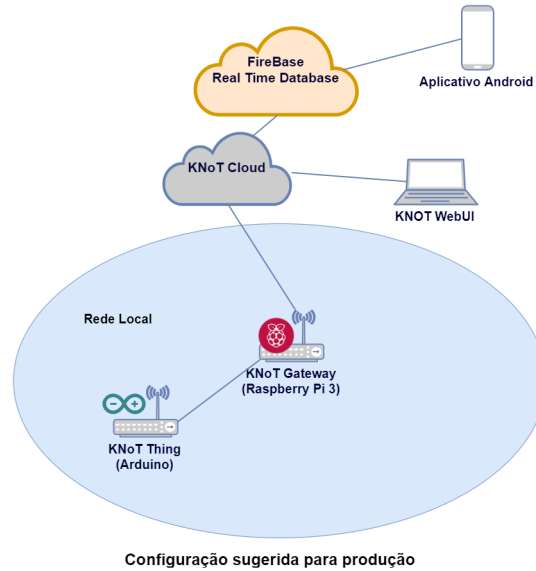 FireBase
Real Time Database
Aplicativo Android
KNoT Cloud
KNOT WebUI
Rede Local
KNoT Gateway
(Raspberry Pi 3)
KNoT Thing
(Arduino)
Configuração sugerida para produção